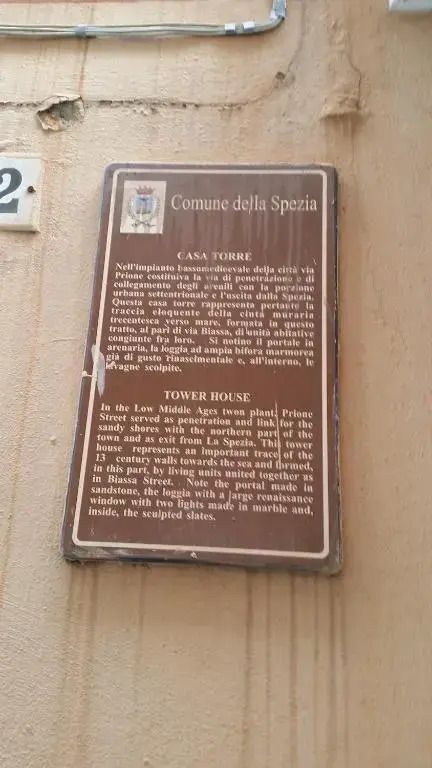 2
Comune della Spezia
CASA TORRE
Nell'impianto bassomedioevale della città via
Prione costituiva la via di penetrazione e di
collegamento degli arenili con la porzione
urbana settentrionale e l'uscita dalla Spezia.
Questa casa torre rappresenta pertanto la
traccia eloquente della cinta muraria
trecentesca verso mare, formata in questo
tratto, al pari di via Biassa, di unità abitative
congiunte fra loro. Si notino il portale in
arenaria, la loggia ad ampia bifora marmorea
già di gusto rinascimentale e, all'interno, le
lavagne scolpite.
TOWER HOUSE
In the Low Middle Ages twon plant, Prione
Street served as penetration and link for the
sandy shores with the northern part of the
town and as exit from La Spezia. This tower
house represents an important trace of the
13 century walls towards the sea and formed,
in this part, by living units united together as
in Biassa Street. Note the portal made in
sandstone, the loggia with a large renaissance
window with two lights made in marble and,
inside, the sculpted slates.